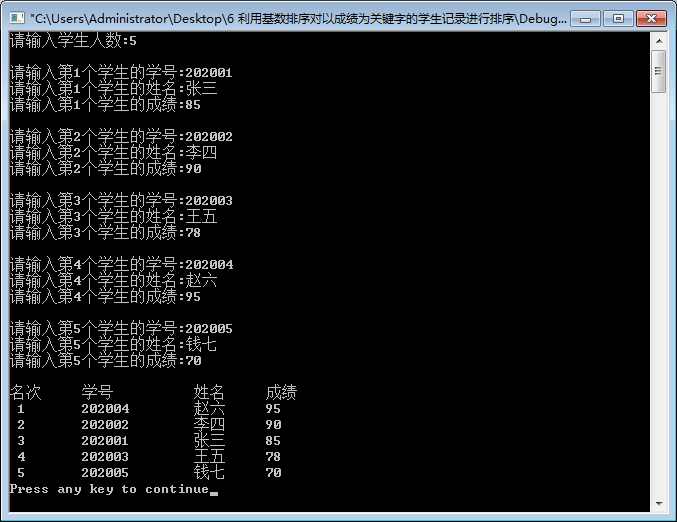 "C:\Users\Administrator\Desktop\6 利用基数排序对以成绩为关键字的学生记录进行排序\Debug...
请输入学生人数:5
请输入第1个学生的学号:202001
请输入第1个学生的姓名:张三
请输入第1个学生的成绩:85
请输入第2个学生的学号:202002
请输入第2个学生的姓名:李四
请输入第2个学生的成绩:90
请输入第3个学生的学号:202003
请输入第3个学生的姓名:王五
请输入第3个学生的成绩:78
请输入第4个学生的学号:202004
请输入第4个学生的姓名:赵六
请输入第4个学生的成绩:95
请输入第5个学生的学号:202005
请输入第5个学生的姓名:钱七
请输入第5个学生的成绩:70
名次 学号 姓名 成绩
1 202004 赵六 95
2 202002 李四 90
3 202001 张三 85
4 202003 王五 78
5 202005 钱七 70
Press any key to continue